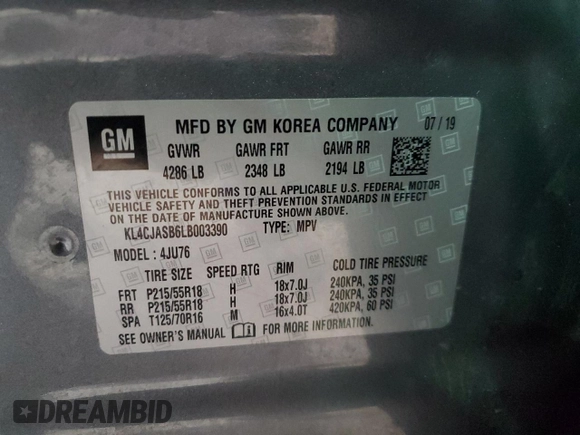 GM
MFD BY GM KOREA COMPANY 07/19
GVWR GAWR FRT GAWR RR
4286 LB 2348 LB 2194 LB
THIS VEHICLE CONFORMS TO ALL APPLICABLE U.S. FEDERAL MOTOR
VEHICLE SAFETY AND THEFT PREVENTION STANDARDS IN EFFECT
ON THE DATE OF MANUFACTURE SHOWN ABOVE.
KL4CJASB6LB003390 TYPE: MPV
MODEL: 4JU76
TIRE SIZE SPEED RTG RIM COLD TIRE PRESSURE
FRT P215/55R18 H 18x7.0J 240KPA, 35 PSI
RR P215/55R18 H 18x7.0J 240KPA, 35 PSI
SPA T125/70R16 M 16x4.0T 420KPA, 60 PSI
SEE OWNER'S MANUAL FOR MORE INFORMATION
DREAMBID